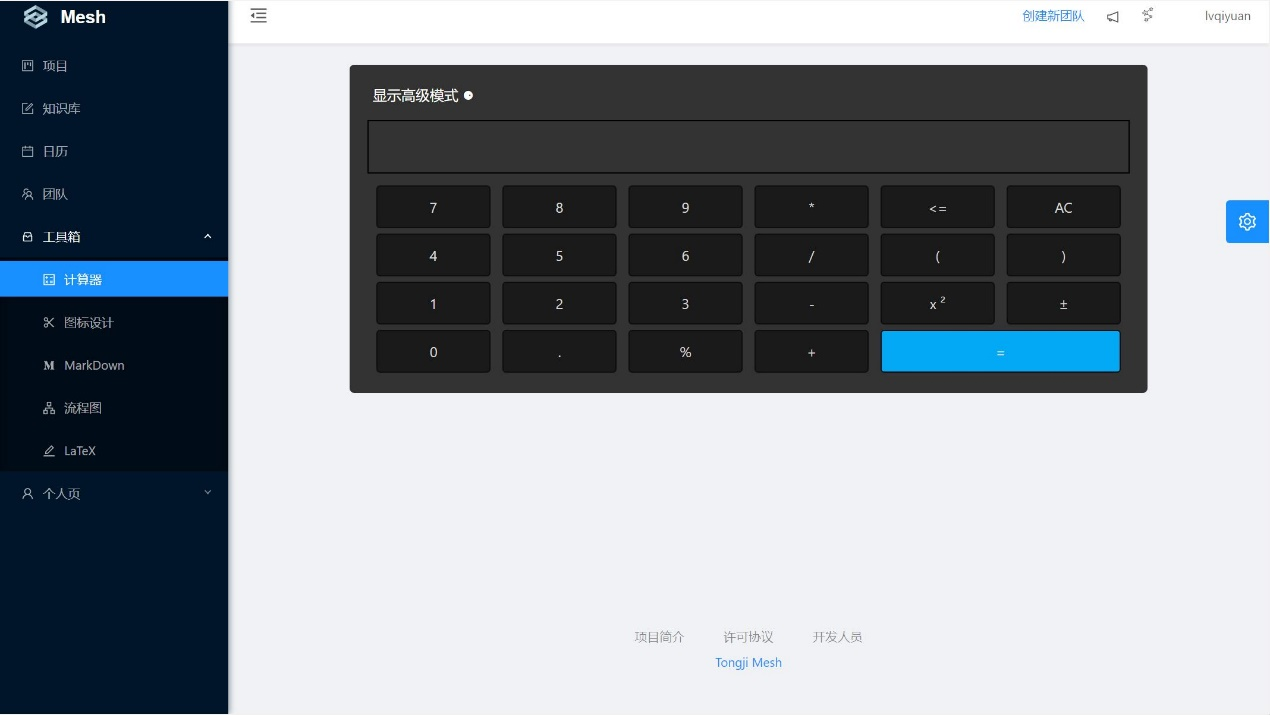 Mesh
创建新团队
lvqiyuan
项目
知识库
日历
团队
工具箱
计算器
图标设计
MarkDown
流程图
LaTeX
个人页
显示高级模式
7 8 9 * <= AC
4 5 6 / ( )
1 2 3 - x² ±
0 . % + =
项目简介 许可协议 开发人员
Tongji Mesh